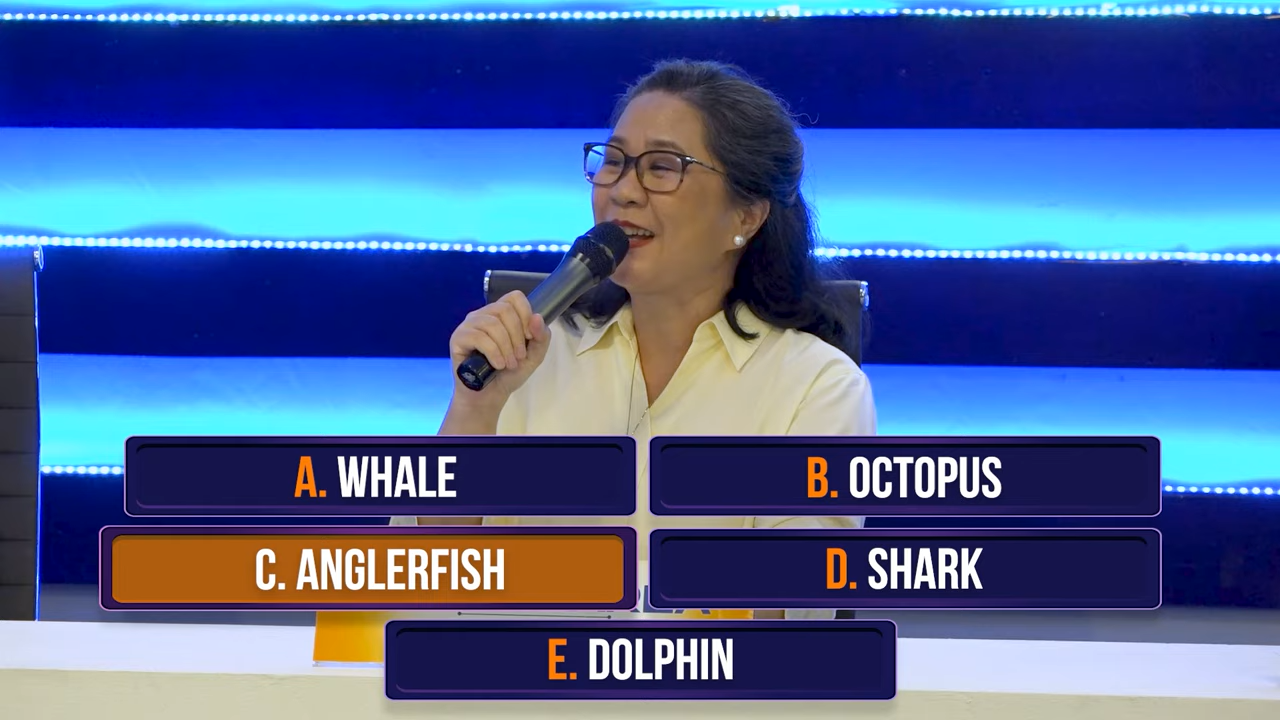 A. WHALE
B. OCTOPUS
C. ANGLERFISH
D. SHARK
E. DOLPHIN